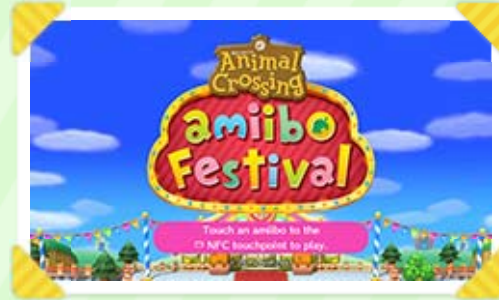 Animal
Crossing
amiibo
Festival
Touch an amiibo to the
NFC touchpoint to play.